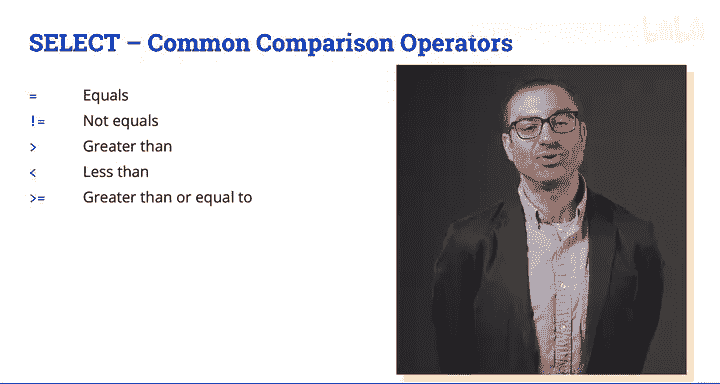 SELECT – Common Comparison Operators
= Equals
!= Not equals
> Greater than
< Less than
>= Greater than or equal to